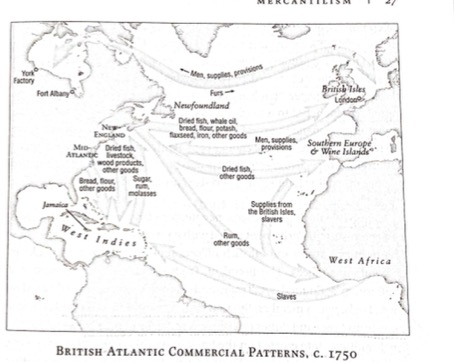 MERCANTILISM | 27
Men, supplies, provisions
York
Factory
Furs
Fort Albany
British Isles
London
Newfoundland
Dried fish, whale oil,
bread, flour, potash,
flaxseed, iron, other goods
NEW
ENGLAND
Men, supplies,
provisions
Southern Europe
& Wine Islands
MID-
ATLANTIC
Dried fish,
livestock,
wood products,
other goods
Dried fish,
other goods
Bread, flour,
other goods
Sugar,
rum,
molasses
Jamaica
Supplies from
the British Isles,
slavers
West Indies
Rum,
other goods
West Africa
Slaves
BRITISH ATLANTIC COMMERCIAL PATTERNS, C. 1750